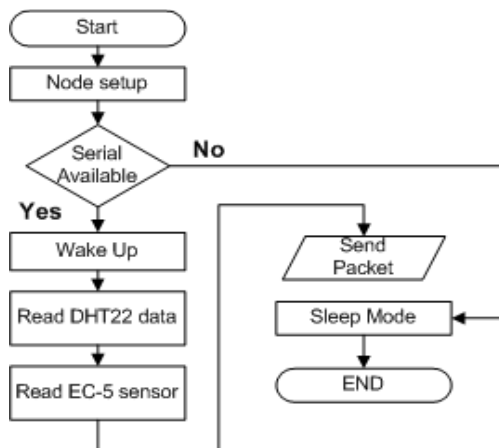 Start
Node setup
Serial
Available
No
Yes
Wake Up
Read DHT22 data
Read EC-5 sensor
Send
Packet
Sleep Mode
END